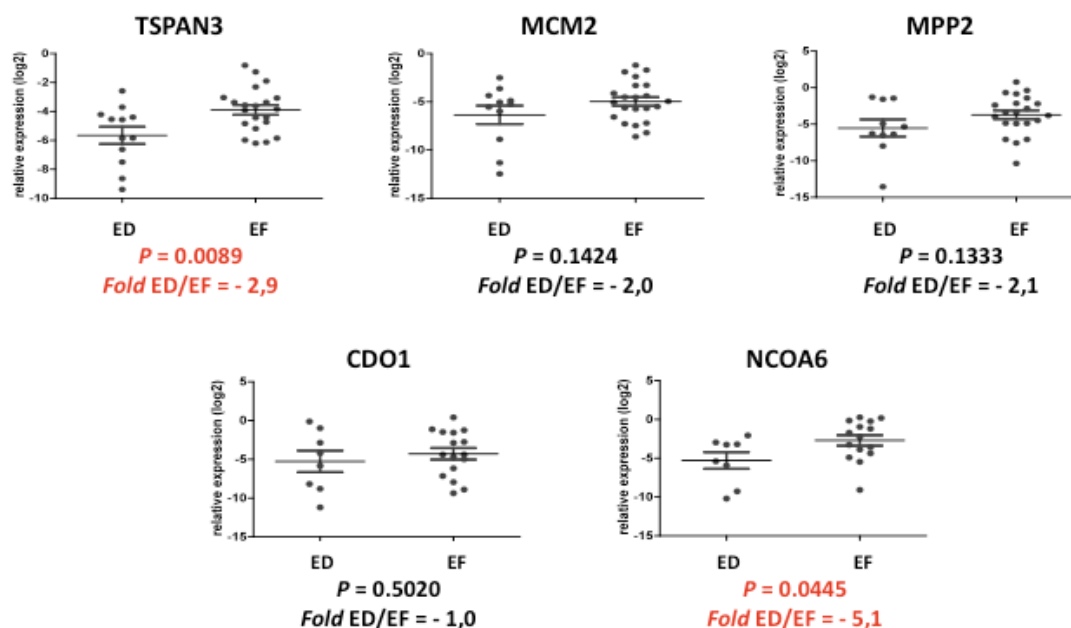 TSPAN3
relative expression (log2)
0
-2
-4
-6
-8
-10
ED EF
P = 0.0089
Fold ED/EF = - 2,9
MCM2
relative expression (log2)
0
-5
-10
-15
ED EF
P = 0.1424
Fold ED/EF = - 2,0
MPP2
relative expression (log2)
5
0
-5
-10
-15
ED EF
P = 0.1333
Fold ED/EF = - 2,1
CDO1
relative expression (log2)
5
0
-5
-10
-15
ED EF
P = 0.5020
Fold ED/EF = - 1,0
NCOA6
relative expression (log2)
5
0
-5
-10
-15
ED EF
P = 0.0445
Fold ED/EF = - 5,1